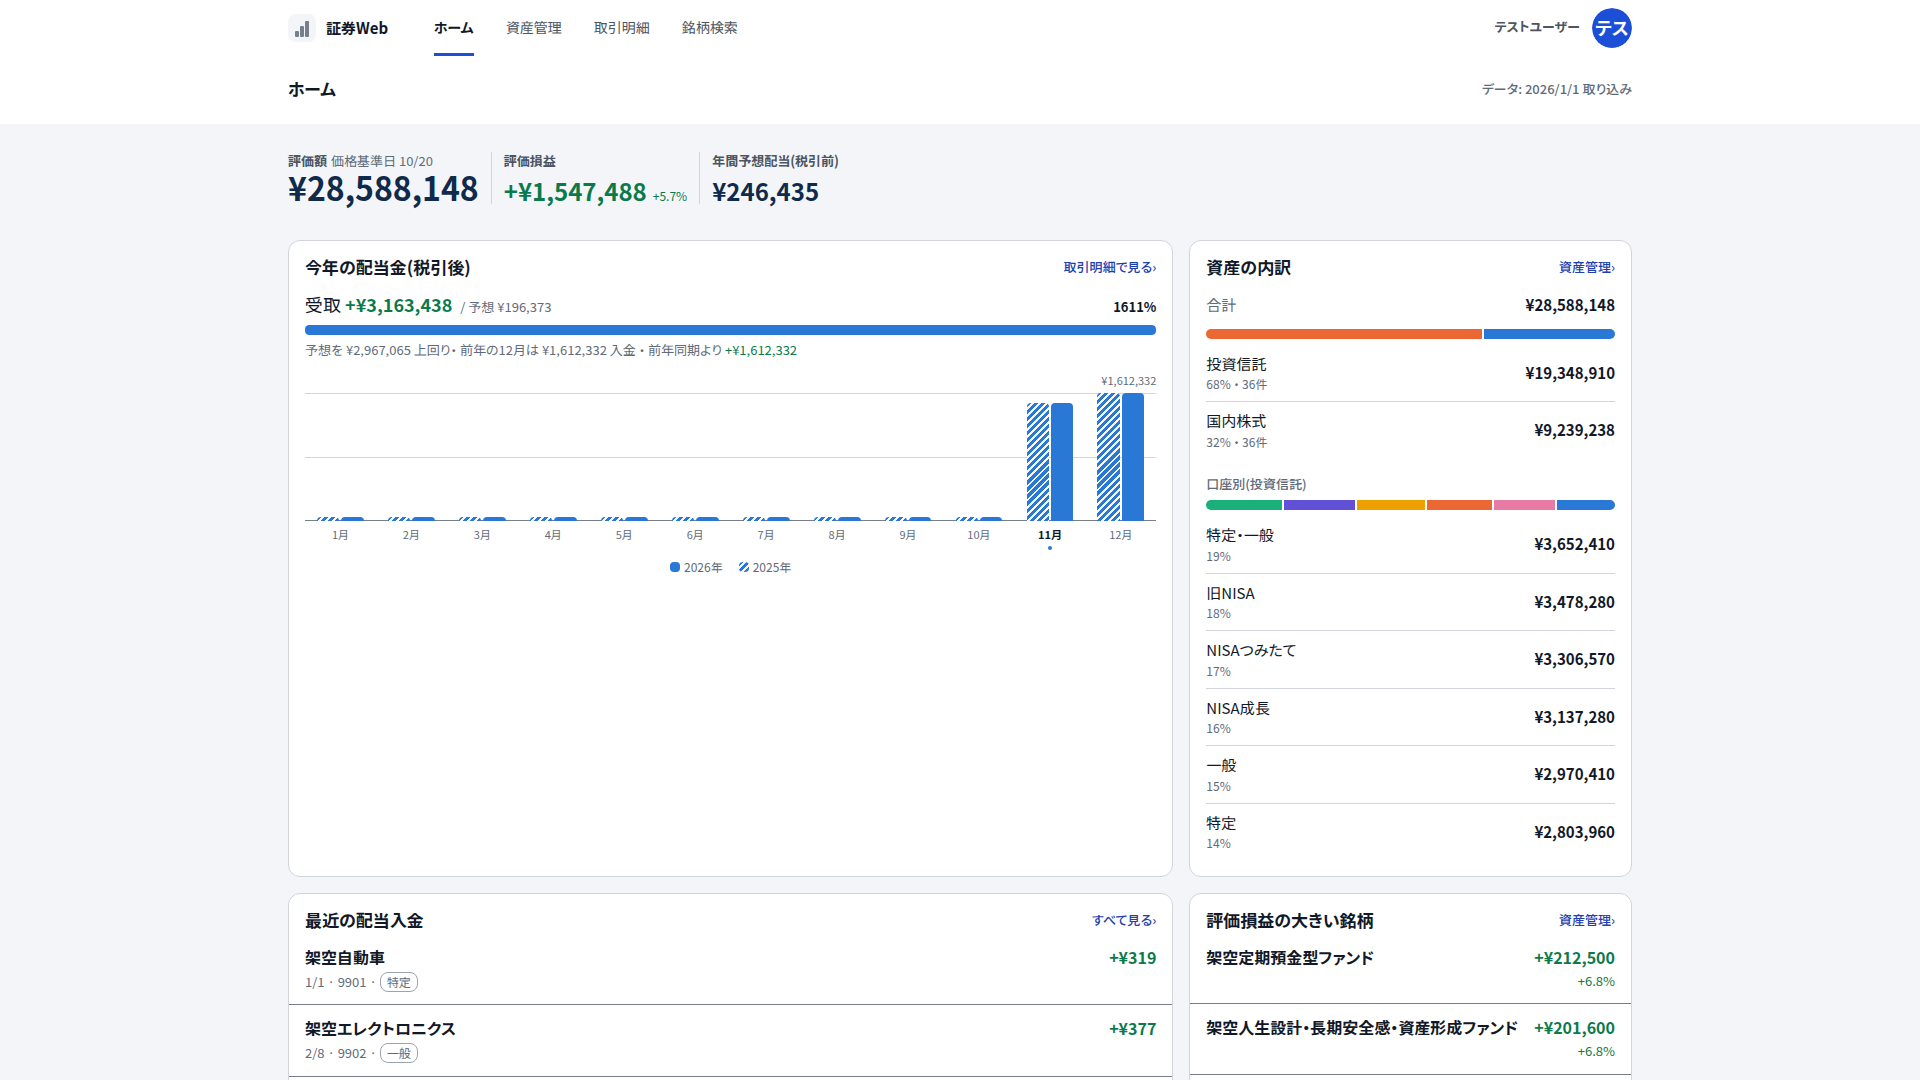 証券Web
ホーム
資産管理
取引明細
銘柄検索
テストユーザー
テス
ホーム
データ: 2026/1/1 取り込み
評価額 価格基準日 10/20
¥28,588,148
評価損益
+¥1,547,488 +5.7%
年間予想配当(税引前)
¥246,435
今年の配当金(税引後)
取引明細で見る›
受取 +¥3,163,438 / 予想 ¥196,373
1611%
予想を ¥2,967,065 上回り・前年の12月は ¥1,612,332 入金・前年同期より +¥1,612,332
¥1,612,332
1月 2月 3月 4月 5月 6月 7月 8月 9月 10月 11月 12月
2026年 2025年
資産の内訳
資産管理›
合計 ¥28,588,148
投資信託
68%・36件
¥19,348,910
国内株式
32%・36件
¥9,239,238
口座別(投資信託)
特定・一般
19%
¥3,652,410
旧NISA
18%
¥3,478,280
NISAつみたて
17%
¥3,306,570
NISA成長
16%
¥3,137,280
一般
15%
¥2,970,410
特定
14%
¥2,803,960
最近の配当入金
すべて見る›
架空自動車
+¥319
1/1・9901・特定
架空エレクトロニクス
+¥377
2/8・9902・一般
評価損益の大きい銘柄
資産管理›
架空定期預金型ファンド
+¥212,500
+6.8%
架空人生設計・長期安全感・資産形成ファンド
+¥201,600
+6.8%